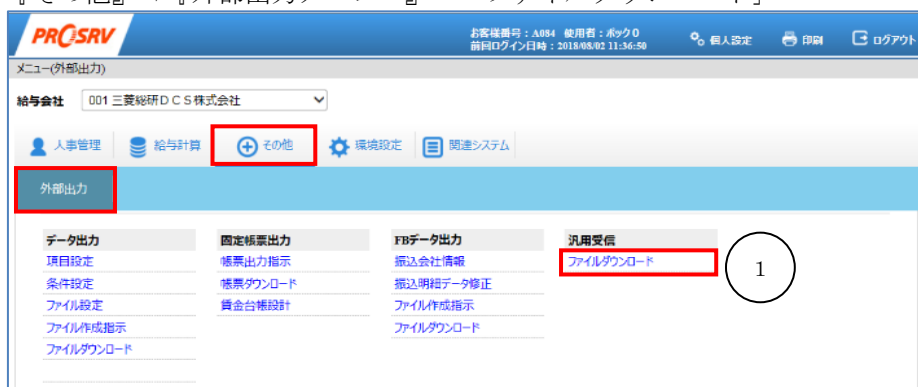 PROSRV
お客様番号：A084 使用者：ボック０
前回ログイン日時：2018/08/02 11:36:50
個人設定
印刷
ログアウト
メニュー(外部出力)
給与会社 001 三菱総研ＤＣＳ株式会社
人事管理 給与計算 その他 環境設定 関連システム
外部出力
データ出力 固定帳票出力 FBデータ出力 汎用受信
項目設定 帳票出力指示 振込会社情報 ファイルダウンロード
条件設定 帳票ダウンロード 振込明細データ修正
ファイル設定 賃金台帳設計 ファイル作成指示
ファイル作成指示 ファイルダウンロード
ファイルダウンロード
1